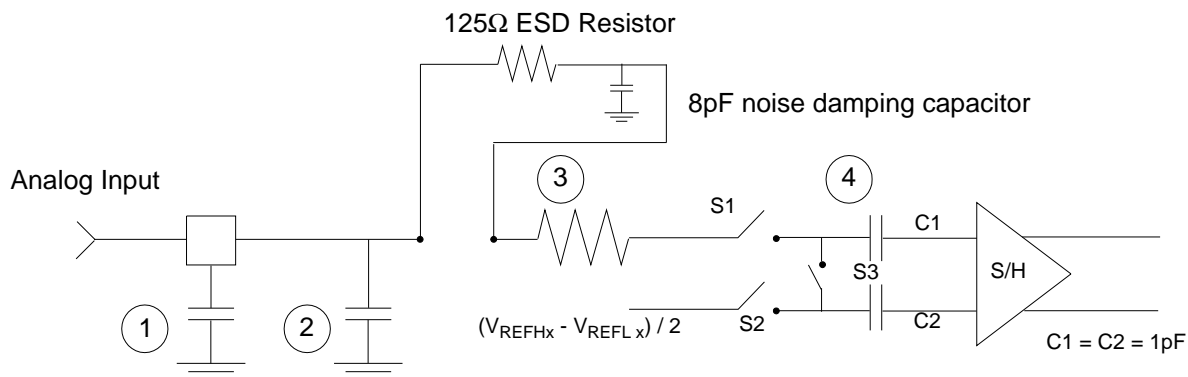 125Ω ESD Resistor
8pF noise damping capacitor
Analog Input
3
4
S1
C1
S3
S/H
1
2
(VREFHx - VREFL x) / 2
S2
C2
C1 = C2 = 1pF